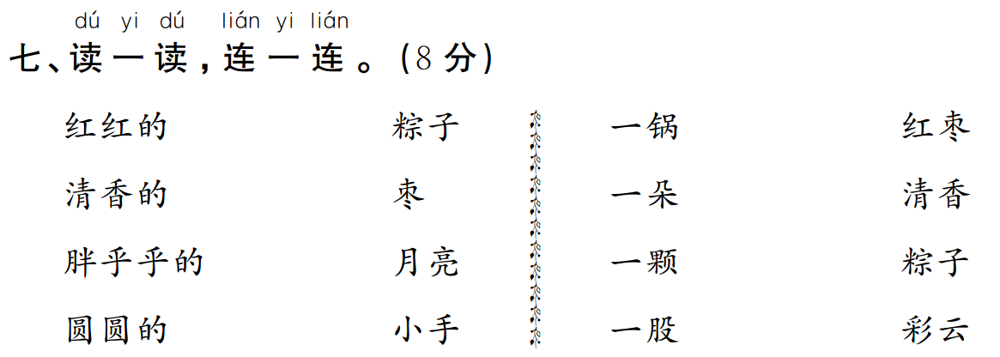 dú yi dú lián yi lián
七、读一读,连一连。(8分)
红红的 粽子 一锅 红枣
清香的 枣 一朵 清香
胖乎乎的 月亮 一颗 粽子
圆圆的 小手 一股 彩云